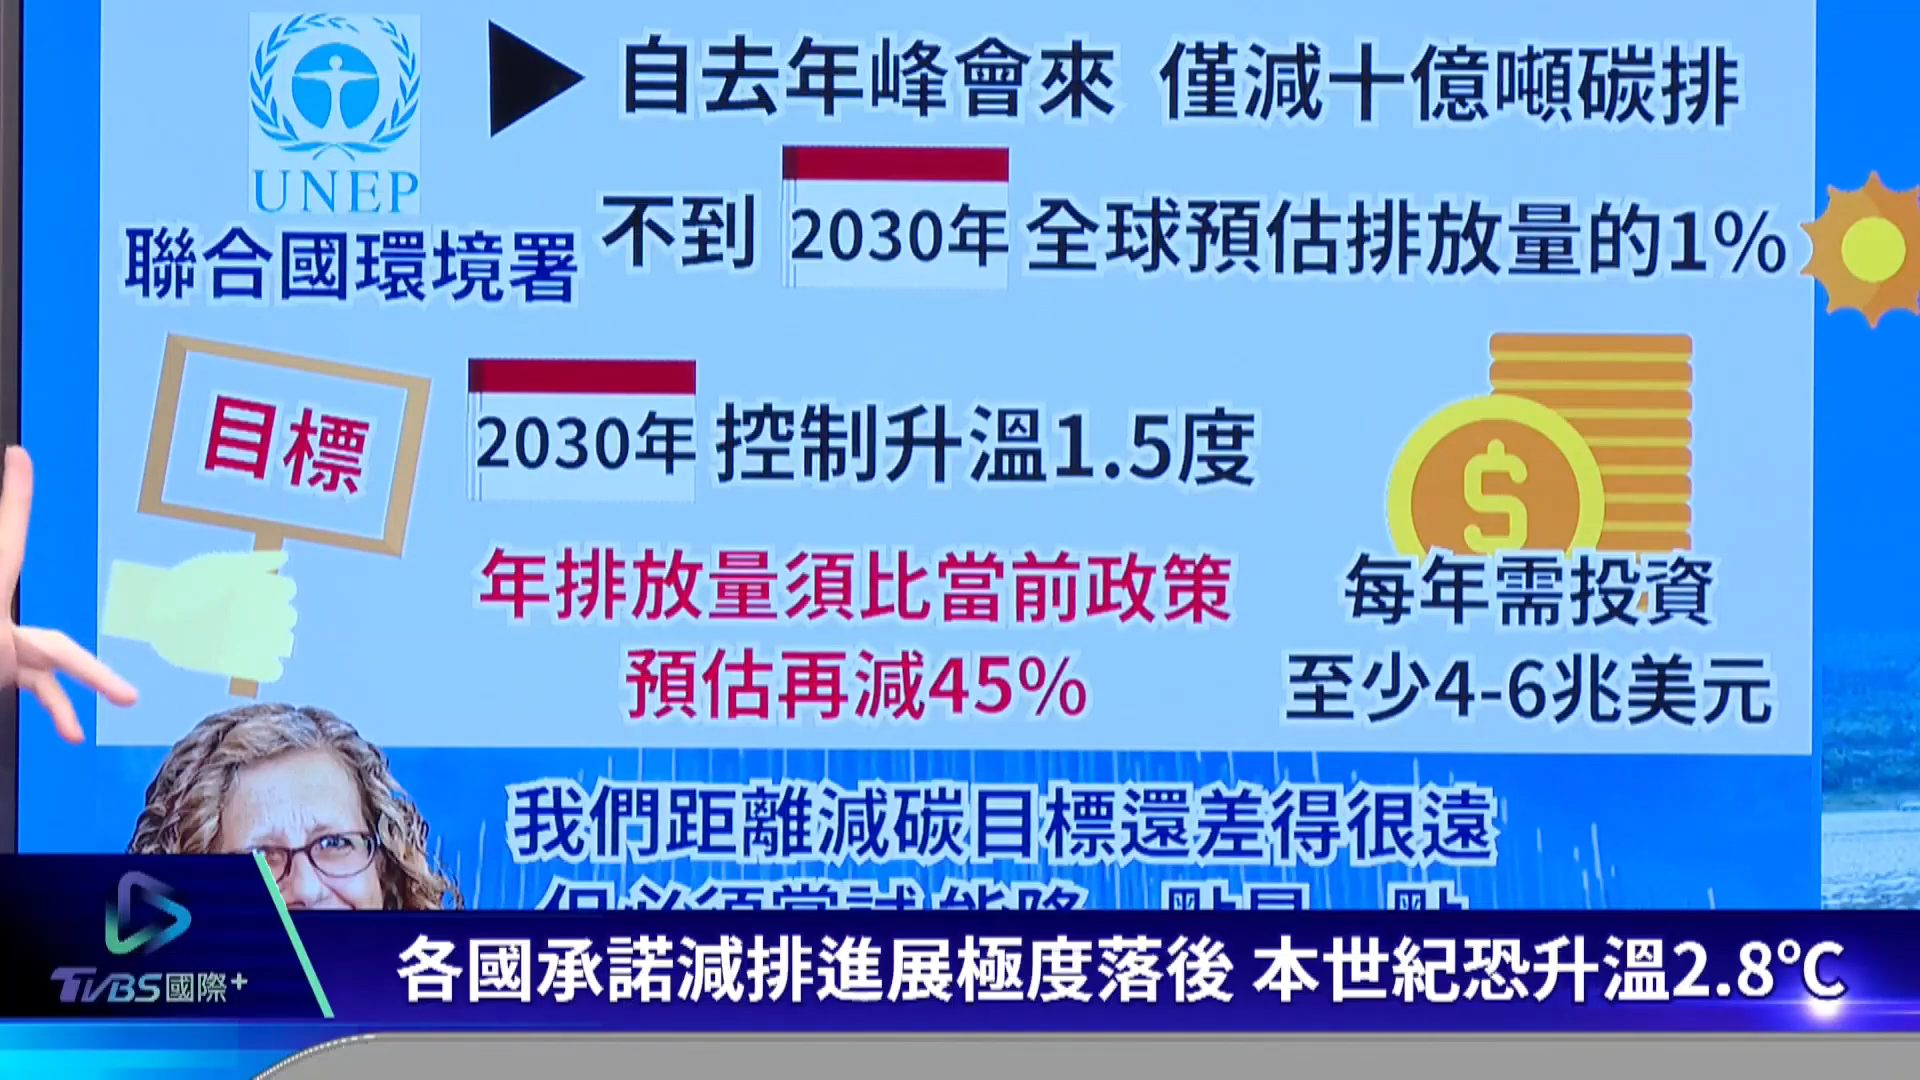 UNEP
聯合國環境署
自去年峰會來 僅減十億噸碳排
不到 2030年 全球預估排放量的1%
目標
2030年 控制升溫1.5度
年排放量須比當前政策
預估再減45%
每年需投資
至少4-6兆美元
我們距離減碳目標還差得很遠
各國承諾減排進展極度落後 本世紀恐升溫2.8℃
TVBS國際+